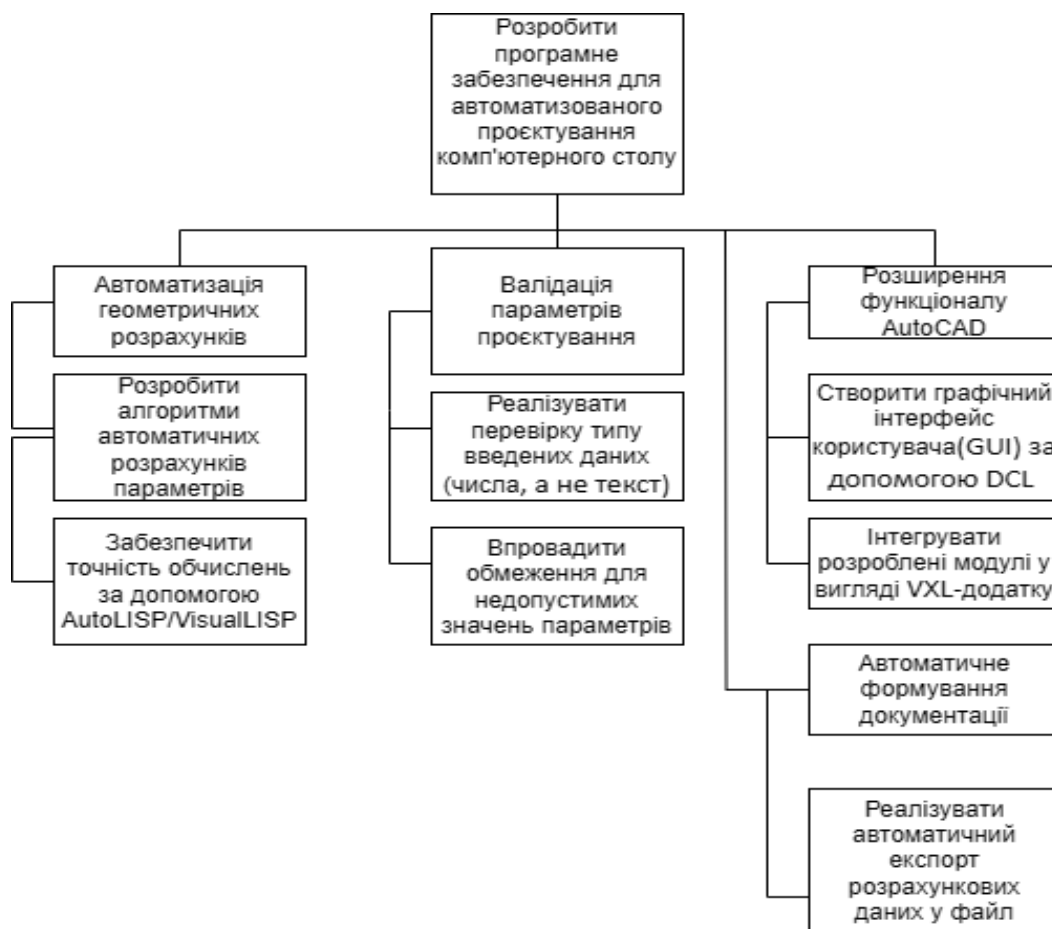 Розробити
програмне
забезпечення для
автоматизованого
проєктування
комп'ютерного столу
Автоматизація
геометричних
розрахунків
Розробити
алгоритми
автоматичних
розрахунків
параметрів
Забезпечити
точність обчислень
за допомогою
AutoLISP/VisualLISP
Валідація
параметрів
проєктування
Реалізувати
перевірку типу
введених даних
(числа, а не текст)
Впровадити
обмеження для
недопустимих
значень параметрів
Розширення
функціоналу
AutoCAD
Створити графічний
інтерфейс
користувача(GUI) за
допомогою DCL
Інтегрувати
розроблені модулі у
вигляді VXL-додатку
Автоматичне
формування
документації
Реалізувати
автоматичний
експорт
розрахункових
даних у файл